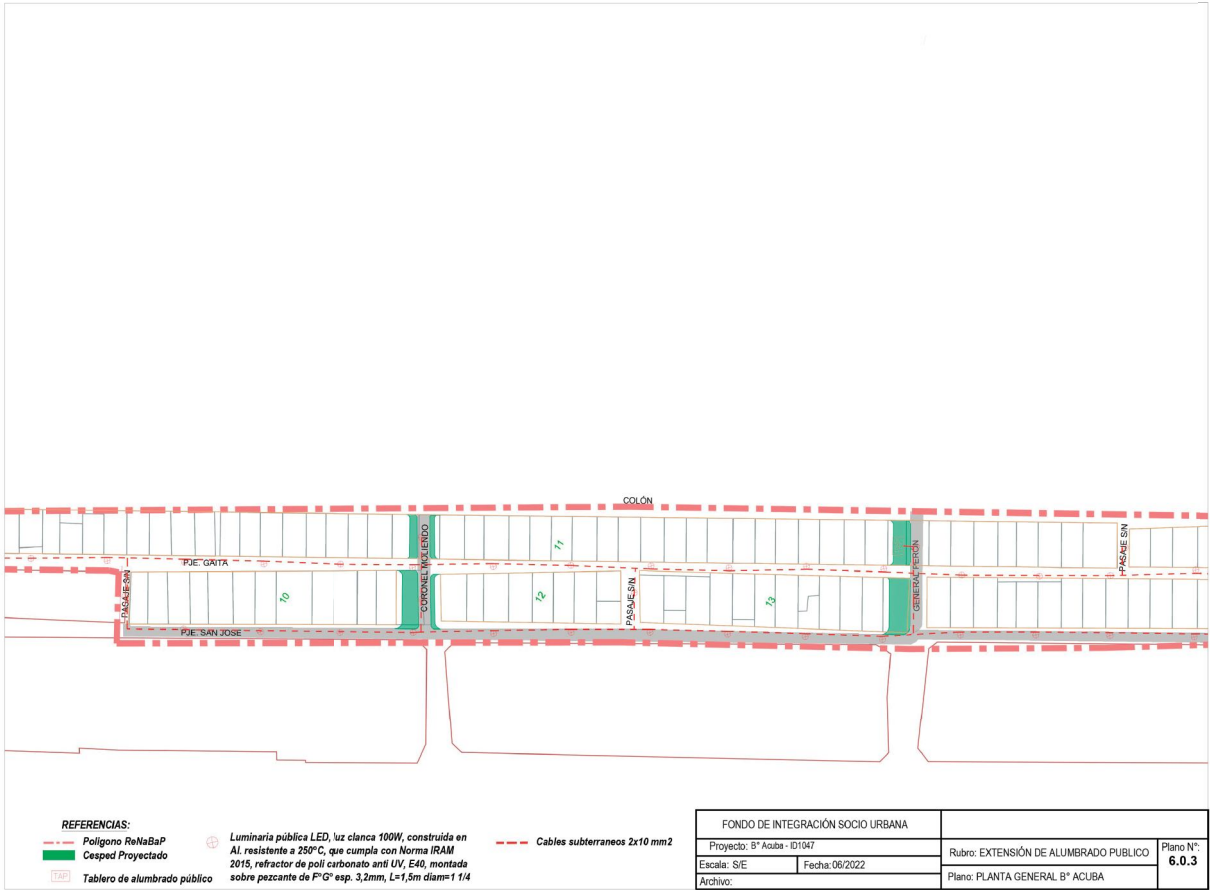 COLÓN
11
PASAJE S/N
PJE. GAITA
CORONEL MOLIENDO
GENERAL PERÓN
PASAJE S/N
10
12
PASAJE S/N
13
PJE. SAN JOSE
REFERENCIAS:
Poligono ReNaBaP
Cesped Proyectado
TAP
Tablero de alumbrado público
Luminaria pública LED, luz clanca 100W, construida en
Al. resistente a 250ºC, que cumpla con Norma IRAM
2015, refractor de poli carbonato anti UV, E40, montada
sobre pezcante de FºGº esp. 3,2mm, L=1,5m diam=1 1/4
Cables subterraneos 2x10 mm2
FONDO DE INTEGRACIÓN SOCIO URBANA
Proyecto: B° Acuba - ID1047
Escala: S/E
Fecha:06/2022
Archivo:
Rubro: EXTENSIÓN DE ALUMBRADO PUBLICO
Plano: PLANTA GENERAL B° ACUBA
Plano N°:
6.0.3